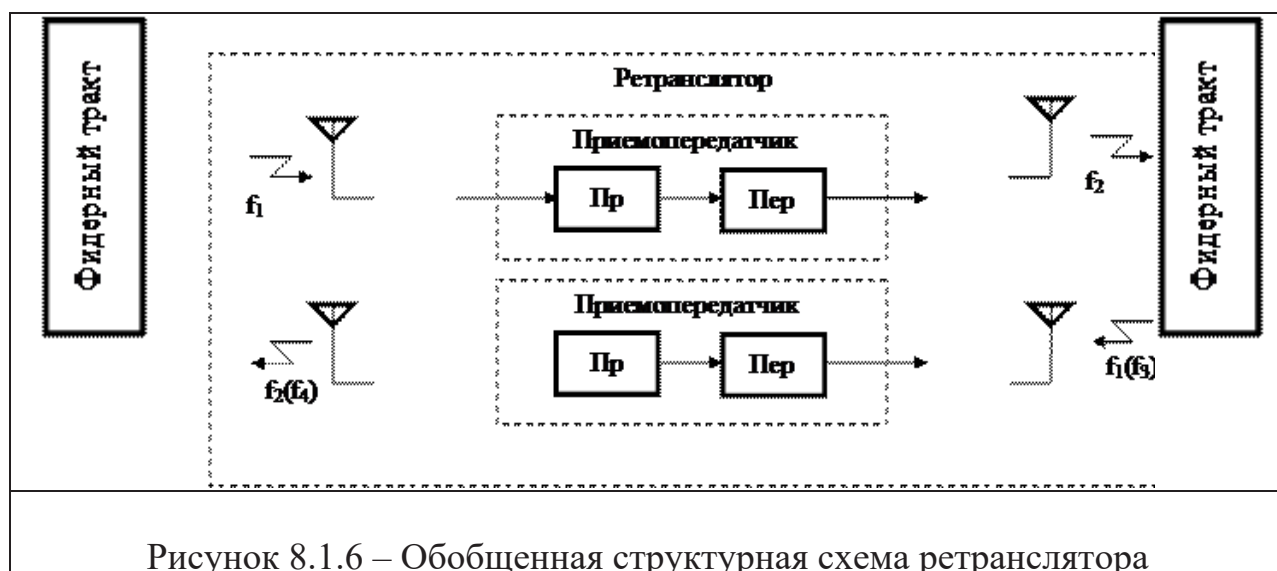 Фидерный тракт
Ретранслятор
Приемопередатчик
f₁
Пр
Пер
f₂
Фидерный тракт
Приемопередатчик
f₂(f₄)
Пр
Пер
f₁(f₃)
Рисунок 8.1.6 – Обобщенная структурная схема ретранслятора